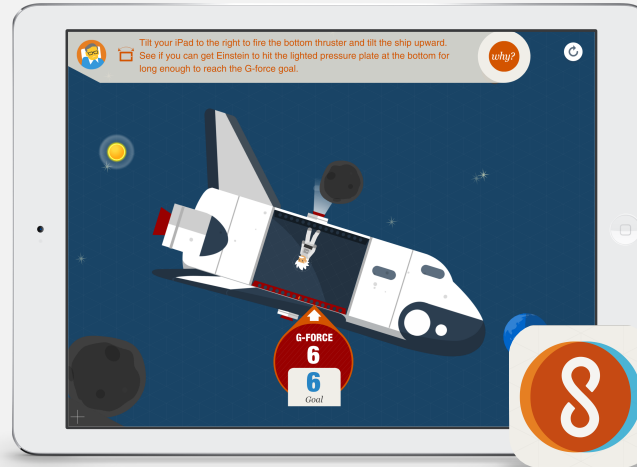 Tilt your iPad to the right to fire the bottom thruster and tilt the ship upward.
See if you can get Einstein to hit the lighted pressure plate at the bottom for
long enough to reach the G-force goal.
why?
G-FORCE
6
6
Goal